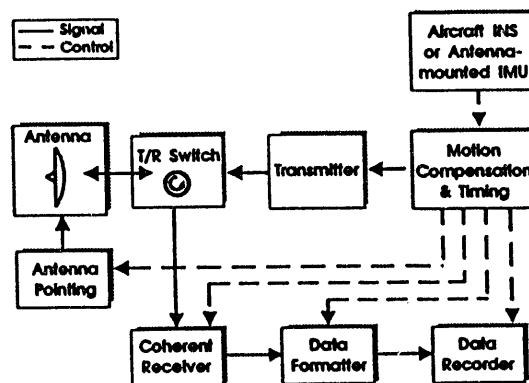 Signal
Control
Aircraft INS
or Antenna-
mounted IMU
Antenna
T/R Switch
Transmitter
Motion
Compensation
& Timing
Antenna
Pointing
Coherent
Receiver
Data
Formatter
Data
Recorder